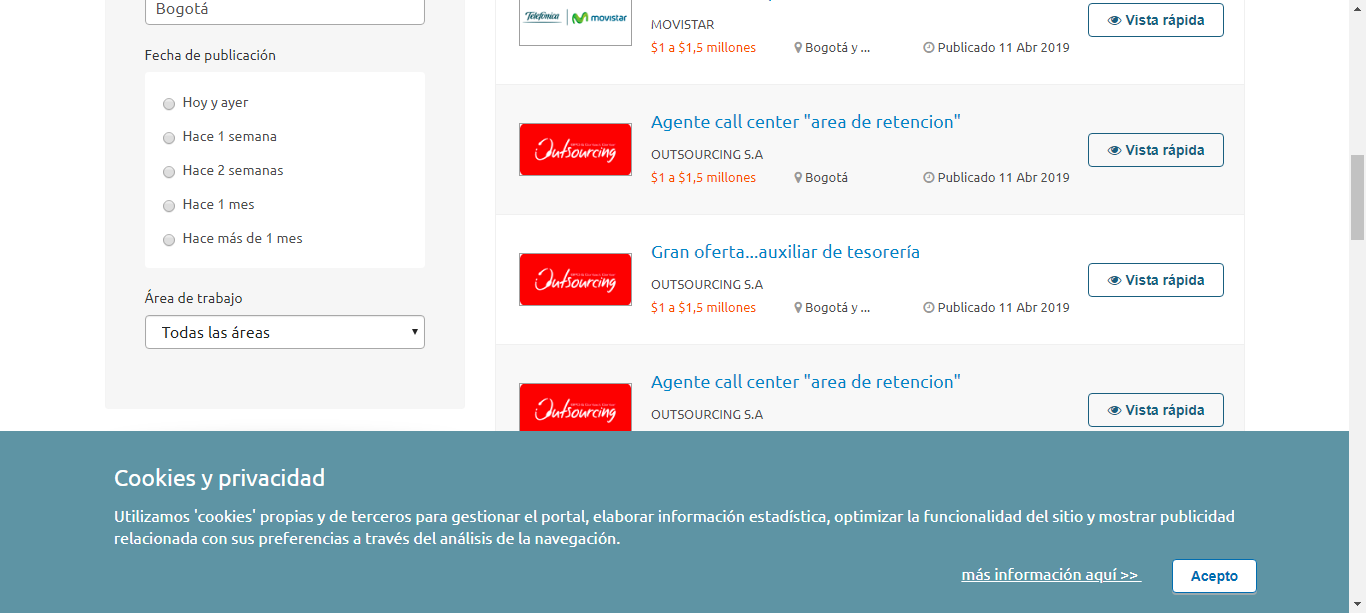 Bogotá
Fecha de publicación
Hoy y ayer
Hace 1 semana
Hace 2 semanas
Hace 1 mes
Hace más de 1 mes
Área de trabajo
Todas las áreas
Telefónica | movistar
MOVISTAR
$1 a $1,5 millones Bogotá y ... Publicado 11 Abr 2019
Vista rápida
Agente call center "area de retencion"
Outsourcing
OUTSOURCING S.A
$1 a $1,5 millones Bogotá Publicado 11 Abr 2019
Vista rápida
Gran oferta...auxiliar de tesorería
Outsourcing
OUTSOURCING S.A
$1 a $1,5 millones Bogotá y ... Publicado 11 Abr 2019
Vista rápida
Agente call center "area de retencion"
Outsourcing
OUTSOURCING S.A
Vista rápida
Cookies y privacidad
Utilizamos 'cookies' propias y de terceros para gestionar el portal, elaborar información estadística, optimizar la funcionalidad del sitio y mostrar publicidad
relacionada con sus preferencias a través del análisis de la navegación.
más información aquí >>
Acepto